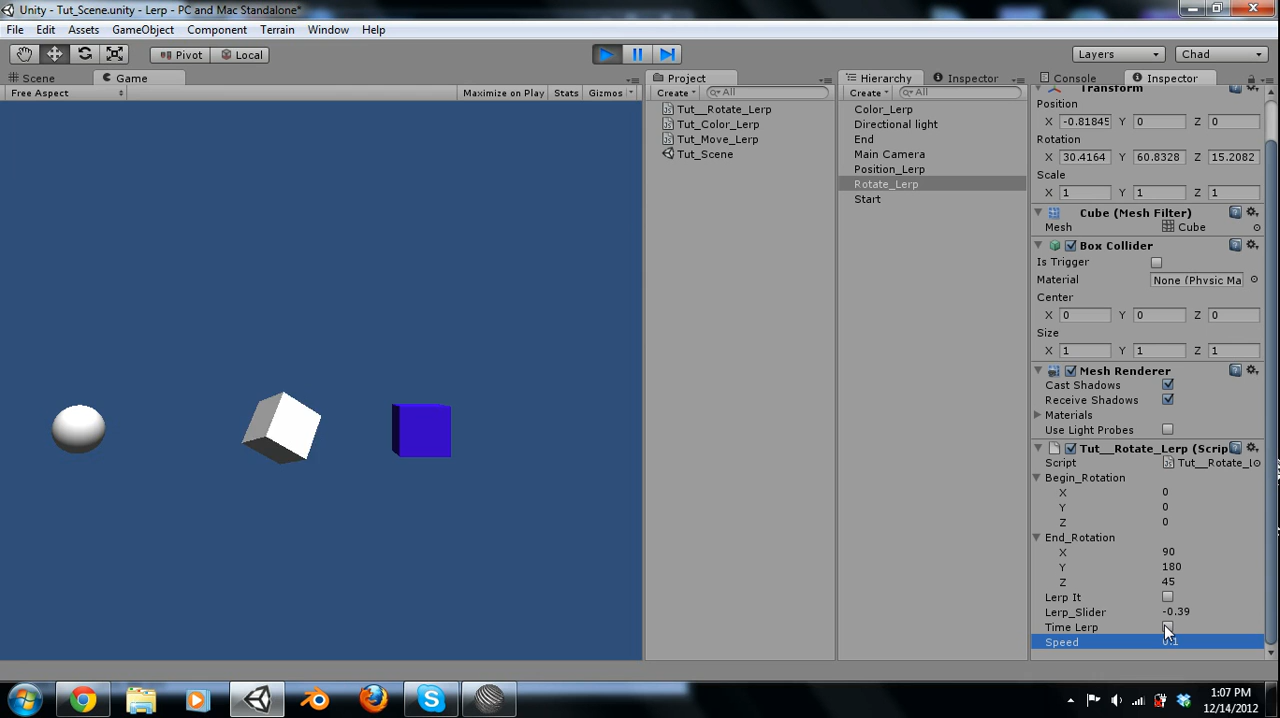 Unity - Tut_Scene.unity - Lerp - PC and Mac Standalone*
File Edit Assets GameObject Component Terrain Window Help
Pivot Local Layers Chad
Scene Game Project Hierarchy Inspector Console Inspector
Free Aspect Maximize on Play Stats Gizmos Create All Create All
Tut__Rotate_Lerp
Tut_Color_Lerp
Tut_Move_Lerp
Tut_Scene
Color_Lerp
Directional light
End
Main Camera
Position_Lerp
Rotate_Lerp
Start
Transform
Position
X -0.81845 Y 0 Z 0
Rotation
X 30.4164 Y 60.8328 Z 15.2082
Scale
X 1 Y 1 Z 1
Cube (Mesh Filter)
Mesh Cube
Box Collider
Is Trigger
Material None (Physic Ma
Center
X 0 Y 0 Z 0
Size
X 1 Y 1 Z 1
Mesh Renderer
Cast Shadows
Receive Shadows
Materials
Use Light Probes
Tut__Rotate_Lerp (Scrip
Script Tut__Rotate_L
Begin_Rotation
X 0
Y 0
Z 0
End_Rotation
X 90
Y 180
Z 45
Lerp It
Lerp_Slider -0.39
Time Lerp
Speed 0.1
1:07 PM
12/14/2012